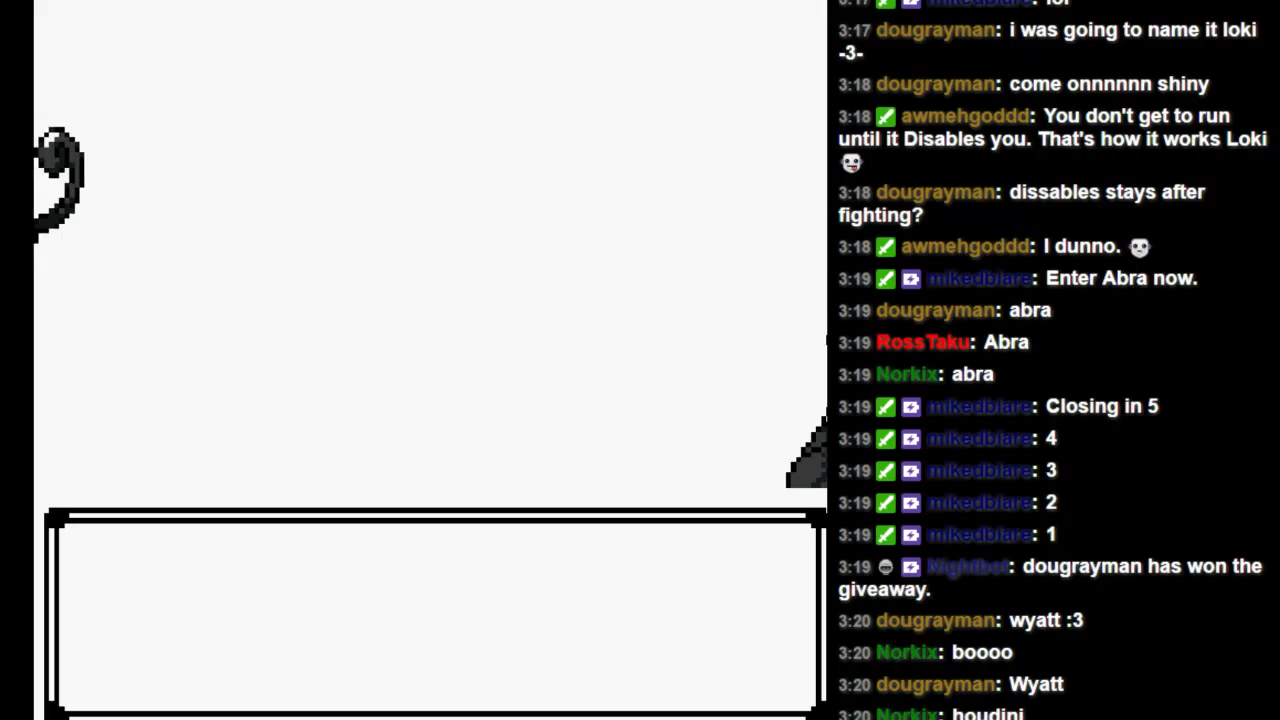 3:17 mikedblare: lol
3:17 dougrayman: i was going to name it loki
-3-
3:18 dougrayman: come onnnnnn shiny
3:18 awmehgoddd: You don't get to run
until it Disables you. That's how it works Loki
3:18 dougrayman: dissables stays after
fighting?
3:18 awmehgoddd: I dunno.
3:19 mikedblare: Enter Abra now.
3:19 dougrayman: abra
3:19 RossTaku: Abra
3:19 Norkix: abra
3:19 mikedblare: Closing in 5
3:19 mikedblare: 4
3:19 mikedblare: 3
3:19 mikedblare: 2
3:19 mikedblare: 1
3:19 Nightbot: dougrayman has won the
giveaway.
3:20 dougrayman: wyatt :3
3:20 Norkix: boooo
3:20 dougrayman: Wyatt
3:20 Norkix: houdini